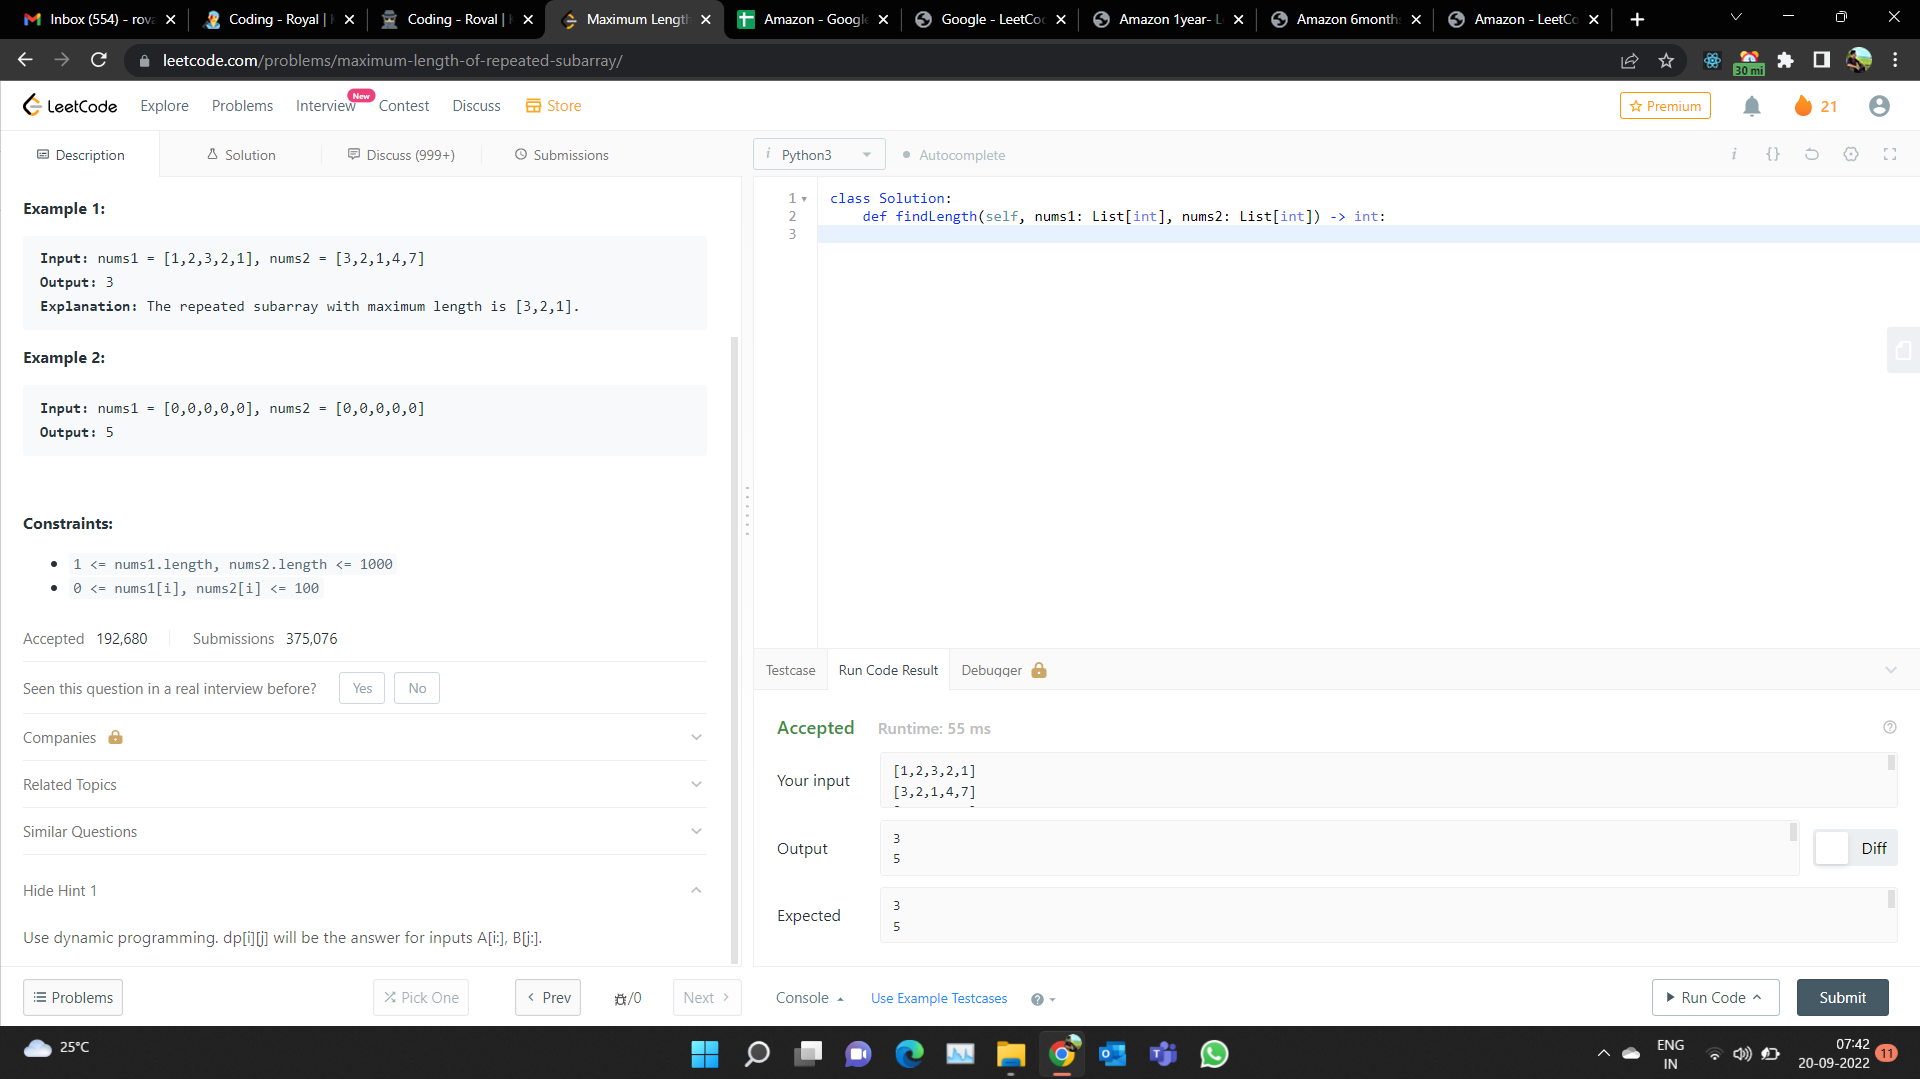 Inbox (554) - rova
Coding - Royal |
Coding - Royal |
Maximum Length
Amazon - Google
Google - LeetCo
Amazon 1year- L
Amazon 6month
Amazon - LeetCo
leetcode.com/problems/maximum-length-of-repeated-subarray/
30 mi
LeetCode
Explore
Problems
Interview
New
Contest
Discuss
Store
Premium
21
Description
Solution
Discuss (999+)
Submissions
Example 1:
Input: nums1 = [1,2,3,2,1], nums2 = [3,2,1,4,7]
Output: 3
Explanation: The repeated subarray with maximum length is [3,2,1].
Example 2:
Input: nums1 = [0,0,0,0,0], nums2 = [0,0,0,0,0]
Output: 5
Constraints:
1 <= nums1.length, nums2.length <= 1000
0 <= nums1[i], nums2[i] <= 100
Accepted 192,680 Submissions 375,076
Seen this question in a real interview before? Yes No
Companies
Related Topics
Similar Questions
Hide Hint 1
Use dynamic programming. dp[i][j] will be the answer for inputs A[i:], B[j:].
Problems
Pick One
Prev
/0
Next
i Python3
Autocomplete
i {}
1 class Solution:
2 def findLength(self, nums1: List[int], nums2: List[int]) -> int:
3
Testcase
Run Code Result
Debugger
Accepted Runtime: 55 ms
Your input
[1,2,3,2,1]
[3,2,1,4,7]
Output
3
5
Diff
Expected
3
5
Console
Use Example Testcases
Run Code
Submit
25°C
ENG
IN
07:42
20-09-2022
11